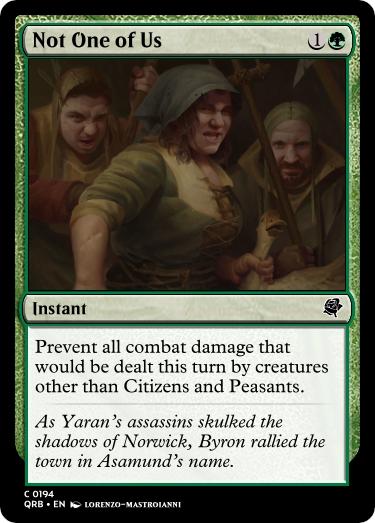 Not One of Us 1
Instant
Prevent all combat damage that
would be dealt this turn by creatures
other than Citizens and Peasants.
As Yaran's assassins skulked the
shadows of Norwick, Byron rallied the
town in Asamund's name.
C 0194
QRB • EN LORENZO-MASTROIANNI